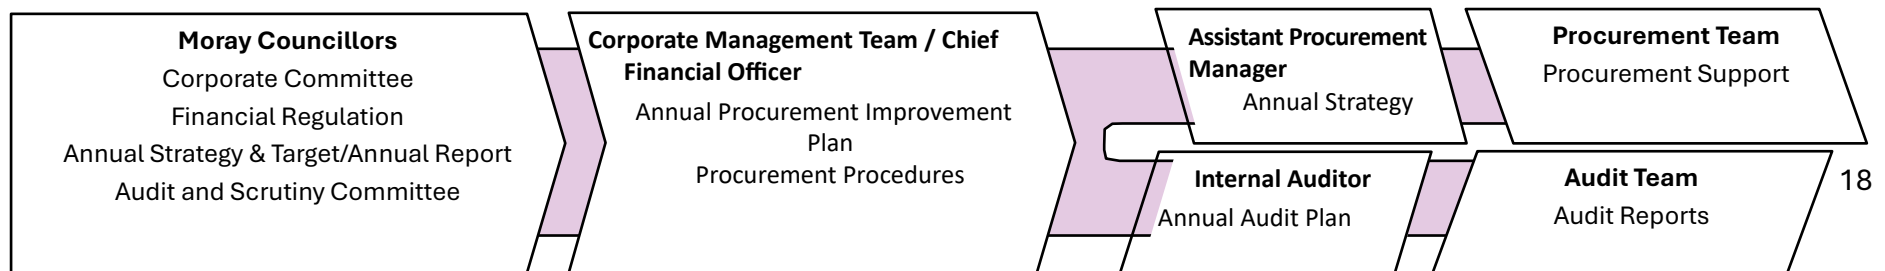 Moray Councillors
Corporate Committee
Financial Regulation
Annual Strategy & Target/Annual Report
Audit and Scrutiny Committee
Corporate Management Team / Chief
Financial Officer
Annual Procurement Improvement
Plan
Procurement Procedures
Assistant Procurement
Manager
Annual Strategy
Procurement Team
Procurement Support
Internal Auditor
Annual Audit Plan
Audit Team
Audit Reports
18